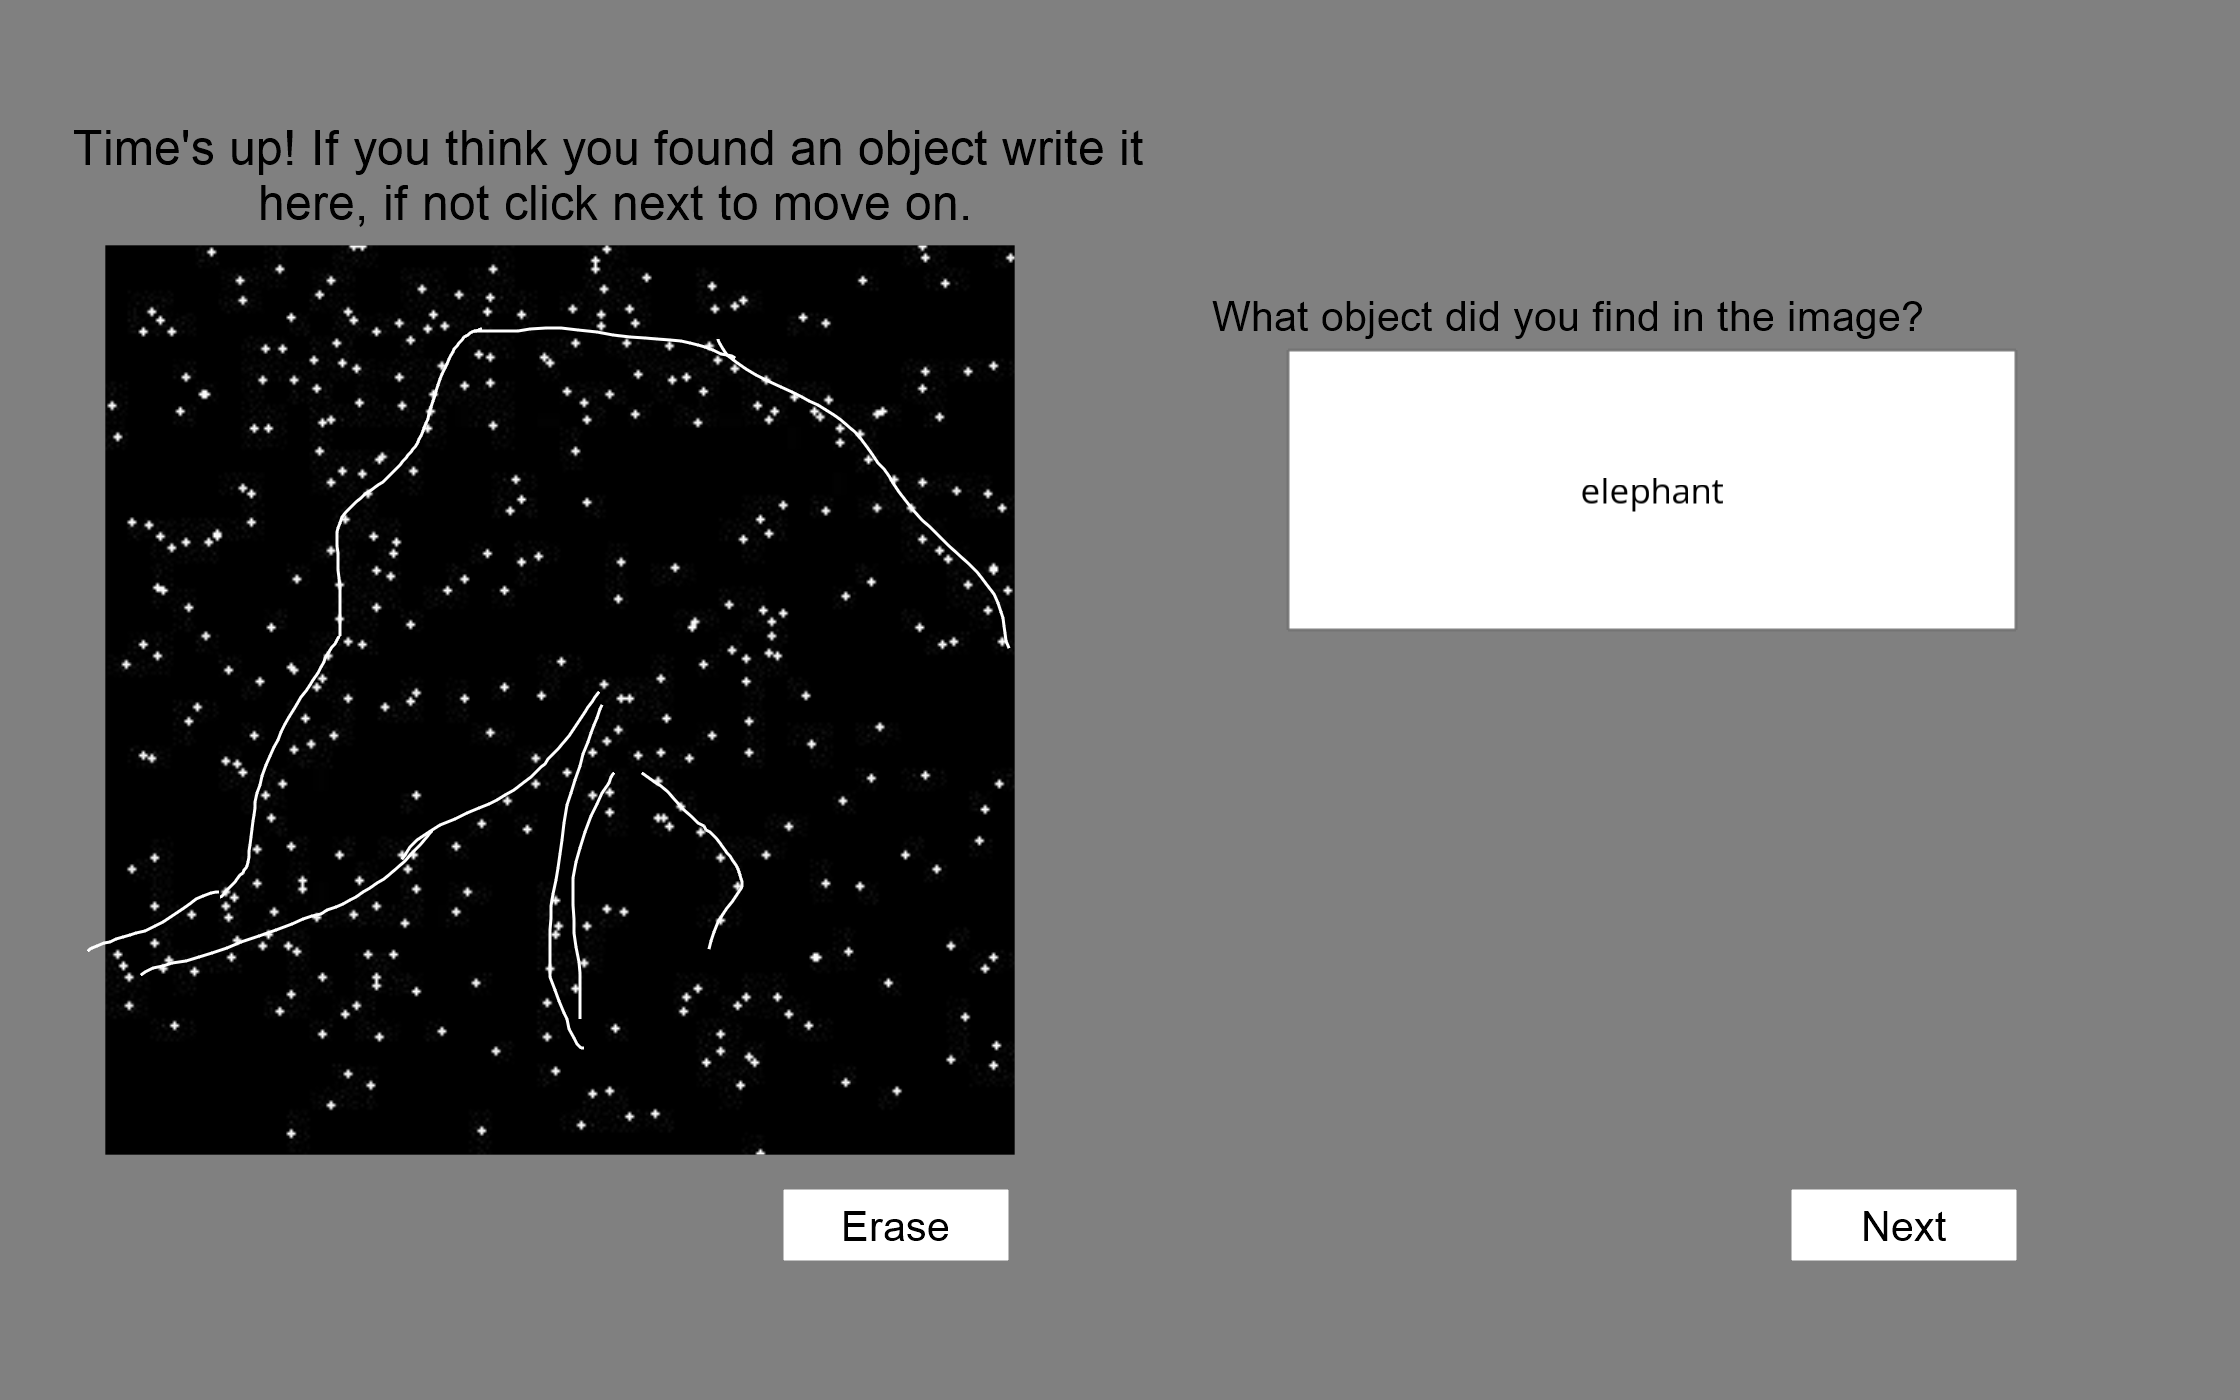 Time's up! If you think you found an object write it
here, if not click next to move on.
What object did you find in the image?
elephant
Erase
Next